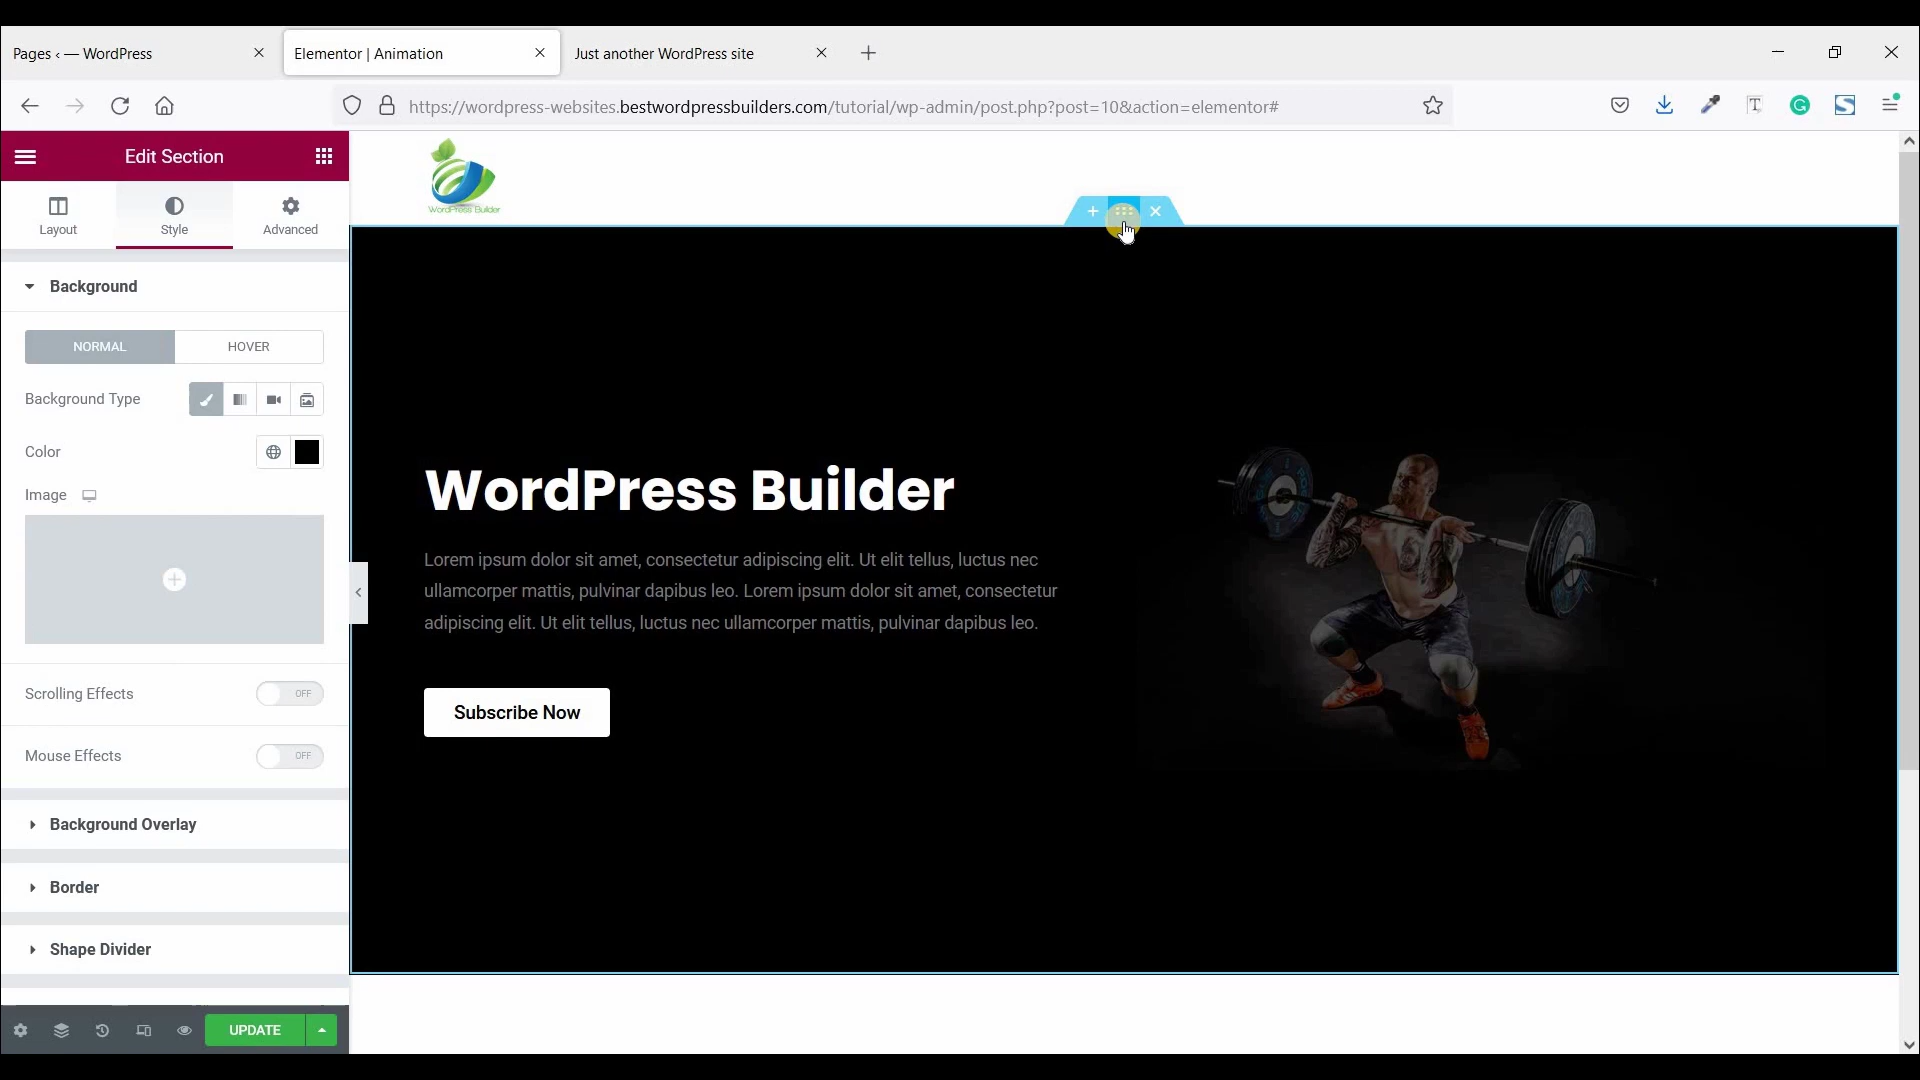 Pages ‹ — WordPress
Elementor | Animation
Just another WordPress site
https://wordpress-websites.bestwordpressbuilders.com/tutorial/wp-admin/post.php?post=10&action=elementor#
Edit Section
Layout
Style
Advanced
WordPress Builder
Background
NORMAL
HOVER
Background Type
Color
Image
Scrolling Effects
OFF
Mouse Effects
OFF
Background Overlay
Border
Shape Divider
UPDATE
WordPress Builder
Lorem ipsum dolor sit amet, consectetur adipiscing elit. Ut elit tellus, luctus nec
ullamcorper mattis, pulvinar dapibus leo. Lorem ipsum dolor sit amet, consectetur
adipiscing elit. Ut elit tellus, luctus nec ullamcorper mattis, pulvinar dapibus leo.
Subscribe Now